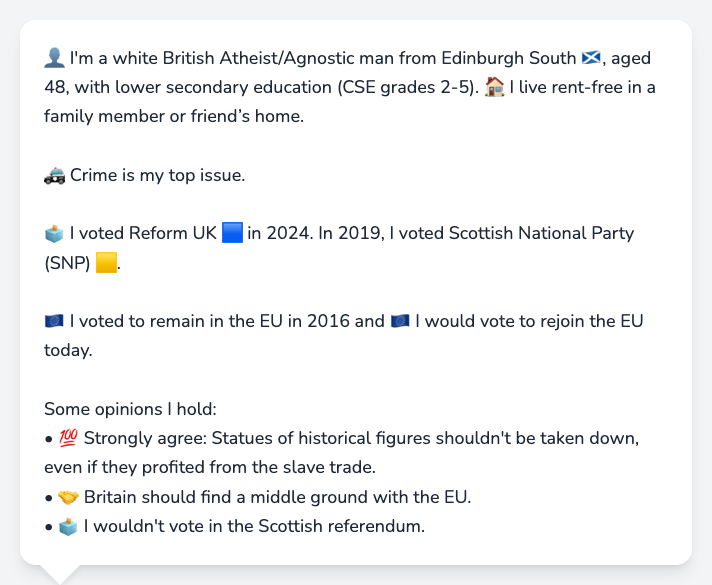 👤 I'm a white British Atheist/Agnostic man from Edinburgh South 🏴󠁧󠁢󠁳󠁣󠁴󠁿, aged
48, with lower secondary education (CSE grades 2-5). 🏠 I live rent-free in a
family member or friend’s home.
🚓 Crime is my top issue.
🗳️ I voted Reform UK 🟦 in 2024. In 2019, I voted Scottish National Party
(SNP) 🟨.
🇪🇺 I voted to remain in the EU in 2016 and 🇪🇺 I would vote to rejoin the EU
today.
Some opinions I hold:
• 💯 Strongly agree: Statues of historical figures shouldn't be taken down,
even if they profited from the slave trade.
• 🤝 Britain should find a middle ground with the EU.
• 🗳️ I wouldn't vote in the Scottish referendum.